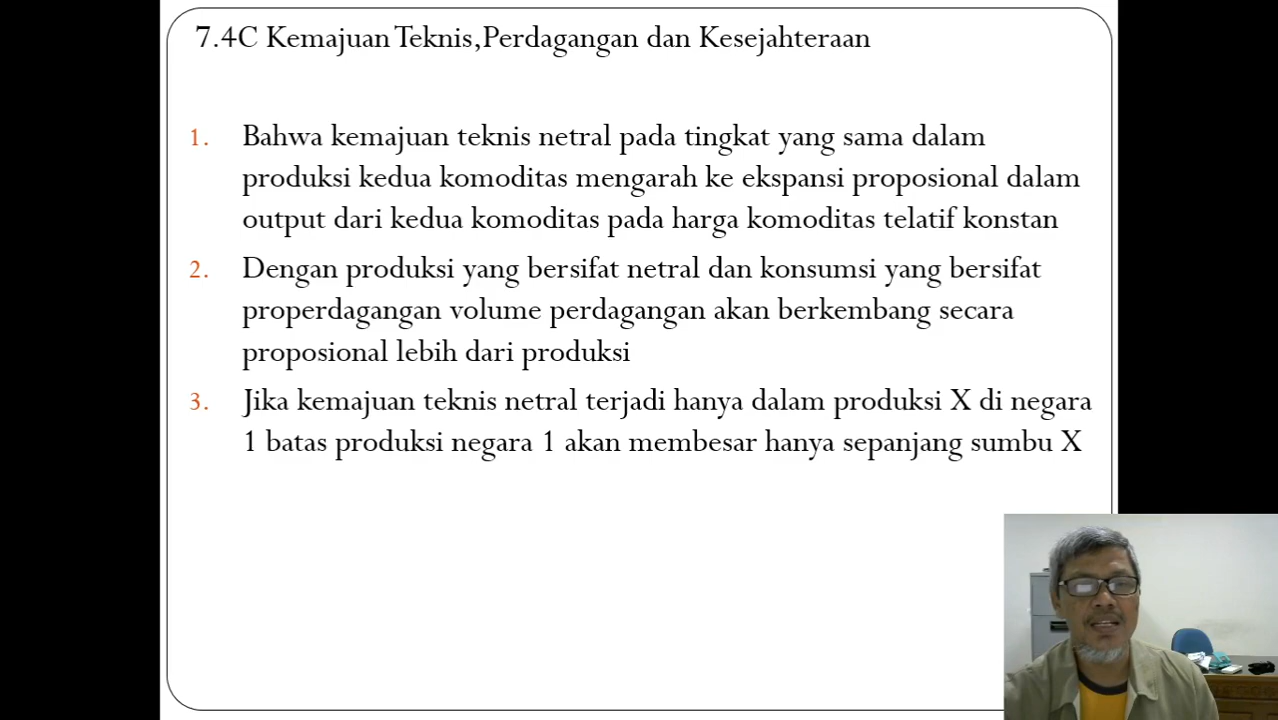 7.4C Kemajuan Teknis,Perdagangan dan Kesejahteraan
1. Bahwa kemajuan teknis netral pada tingkat yang sama dalam
produksi kedua komoditas mengarah ke ekspansi proposional dalam
output dari kedua komoditas pada harga komoditas telatif konstan
2. Dengan produksi yang bersifat netral dan konsumsi yang bersifat
properdagangan volume perdagangan akan berkembang secara
proposional lebih dari produksi
3. Jika kemajuan teknis netral terjadi hanya dalam produksi X di negara
1 batas produksi negara 1 akan membesar hanya sepanjang sumbu X